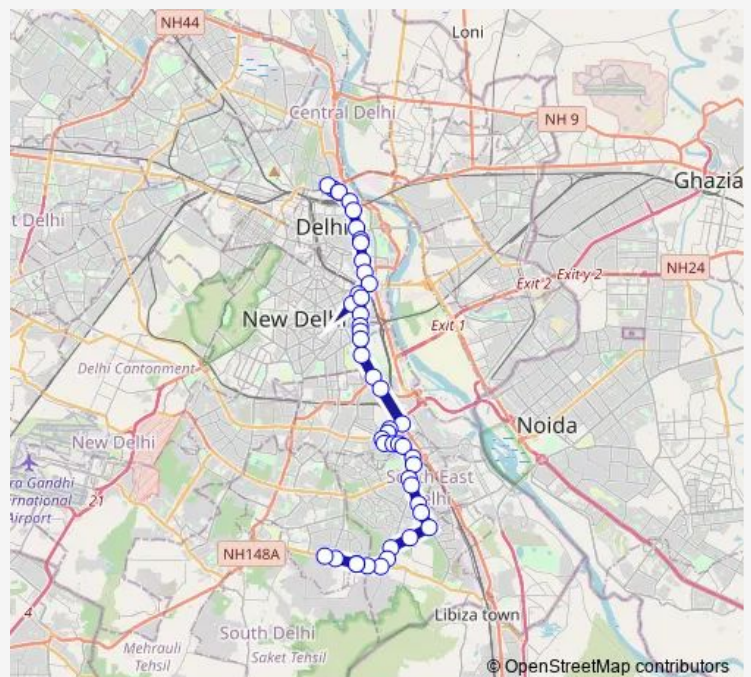 NH44
Loni
Central Delhi
NH 9
Ghazia
t Delhi
Delhi
NH24
Exit 2
Exit y 2
New Delhi
Exit 1
Delhi Cantonment
Noida
New Delhi
ra Gandhi
rnational
Airport
21
South East
Delhi
NH148A
Libiza town
4
South Delhi
Mehrauli
Tehsil
Saket Tehsil
© OpenStreetMap contributors